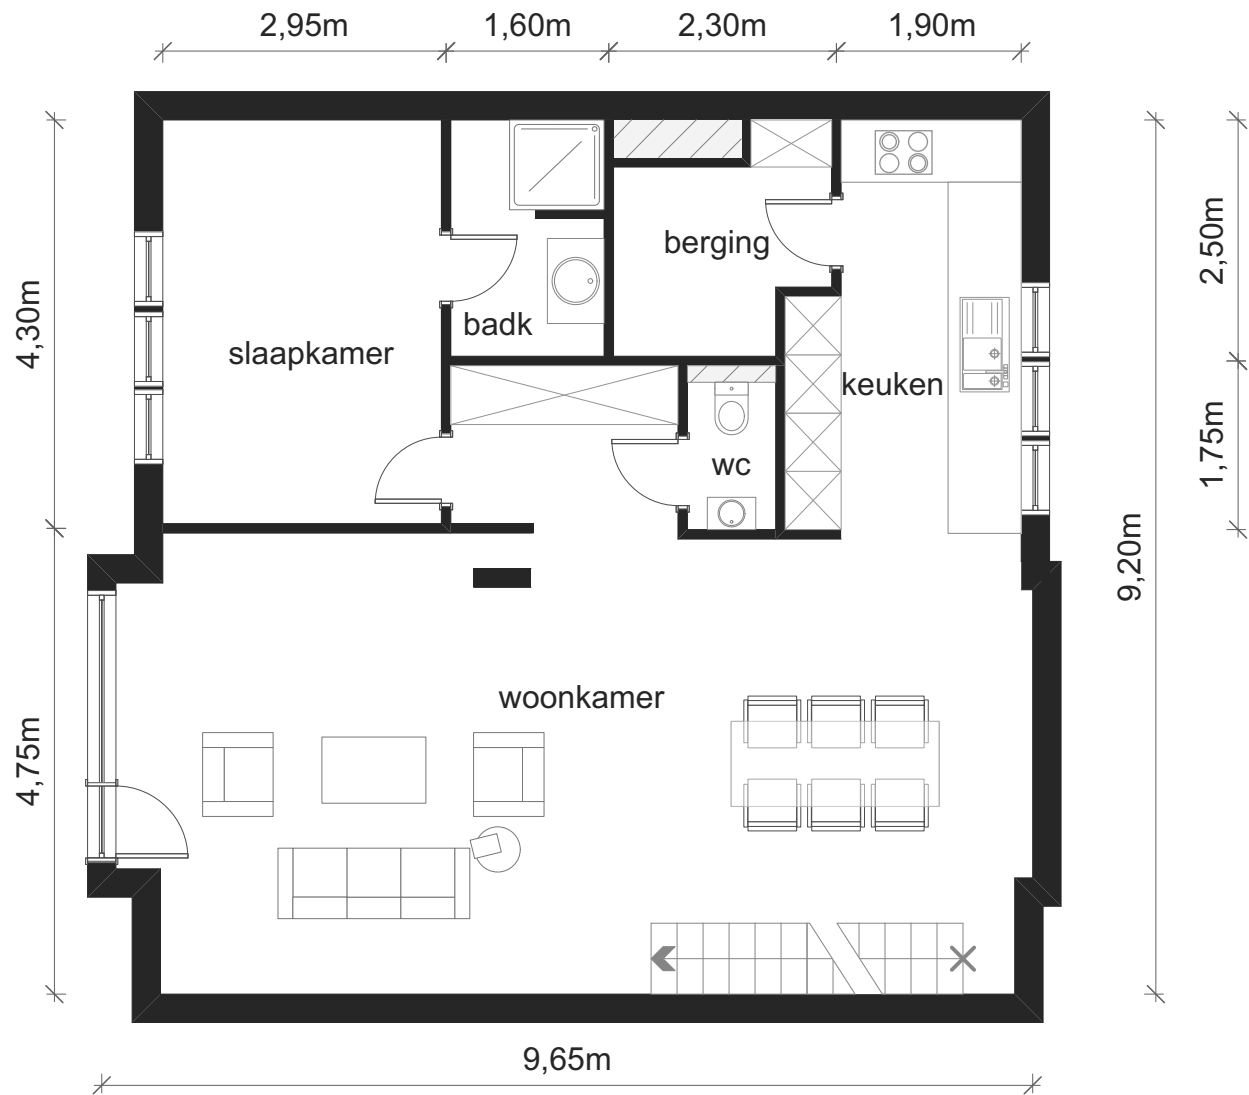 2,95m
1,60m
2,30m
1,90m
berging
2,50m
badk
slaapkamer
4,30m
keuken
1,75m
wc
9,20m
woonkamer
4,75m
9,65m